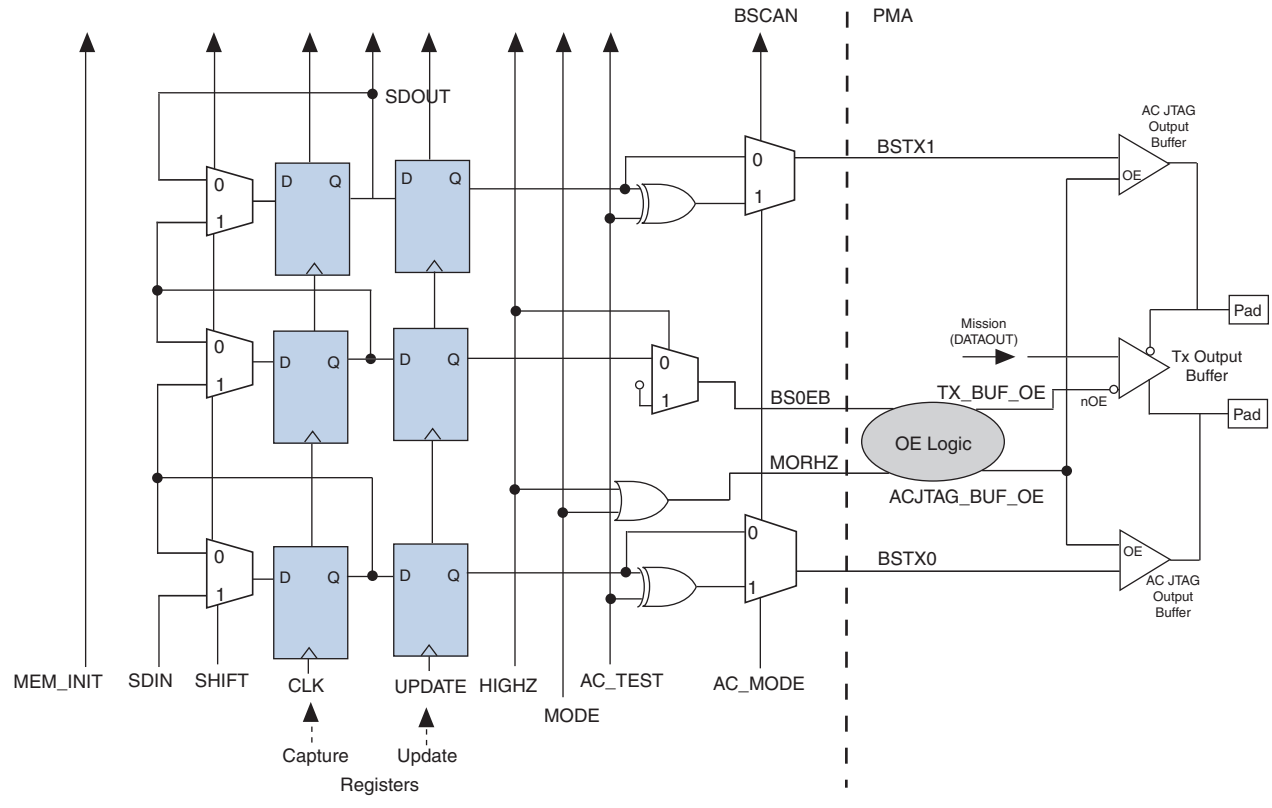 BSCAN
PMA
SDOUT
AC JTAG
Output
Buffer
0
1
D
Q
D
Q
0
1
BSTX1
OE
Pad
0
1
D
Q
D
Q
0
1
BS0EB
Mission
(DATAOUT)
Tx Output
Buffer
TX_BUF_OE
nOE
Pad
OE Logic
MORHZ
ACJTAG_BUF_OE
0
1
D
Q
D
Q
0
1
BSTX0
OE
AC JTAG
Output
Buffer
MEM_INIT
SDIN
SHIFT
CLK
UPDATE
HIGHZ
MODE
AC_TEST
AC_MODE
Capture
Update
Registers